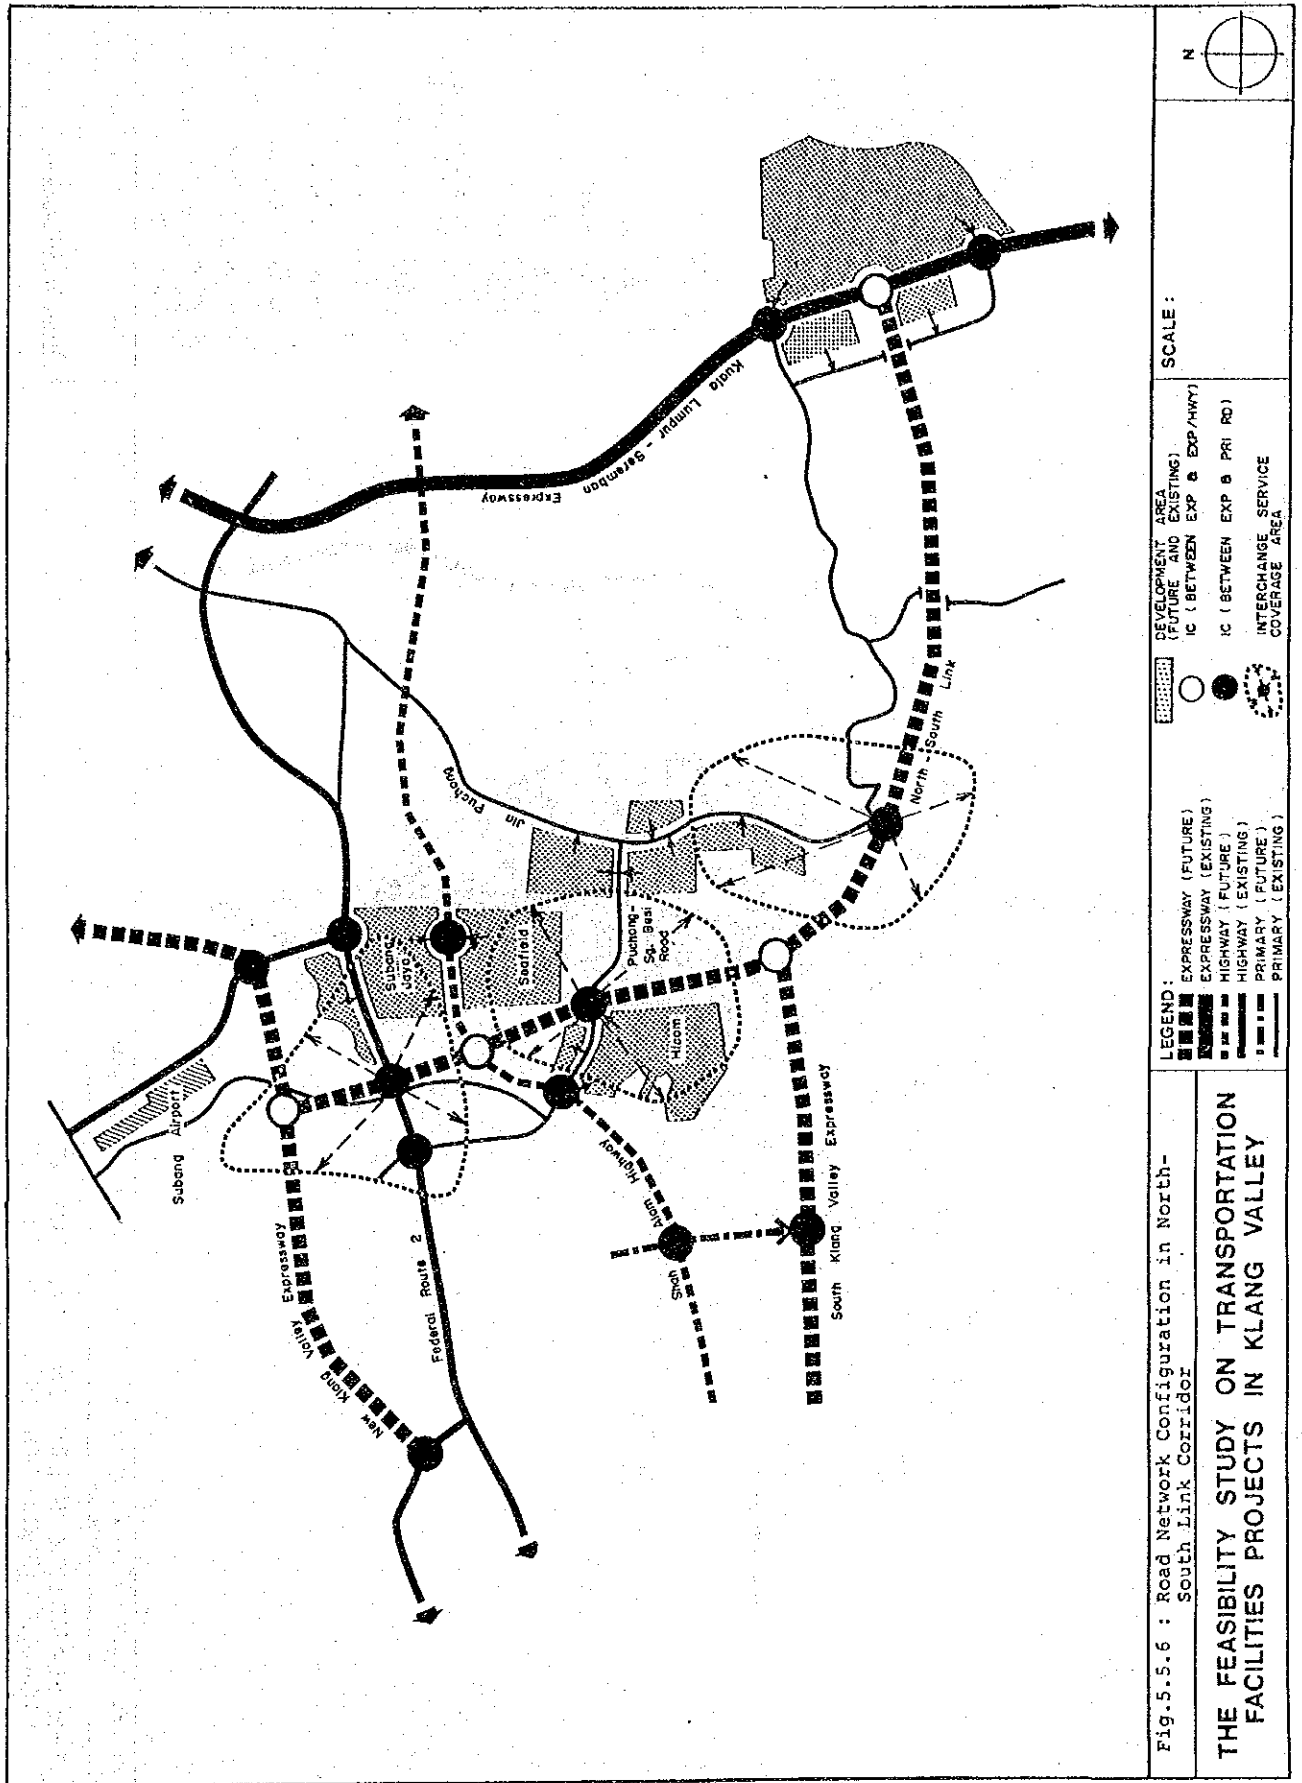 Subang Airport
New Klang Valley Expressway
Federal Route 2
Shah Alam Highway
South Klang Valley Expressway
Subang
Jaya
Seafield
Hicom
Puchong-
Sg. Besi
Road
Jln Puchong
North-South Link
Kuala Lumpur - Seremban Expressway
Fig.5.5.6 : Road Network Configuration in North-
South Link Corridor
THE FEASIBILITY STUDY ON TRANSPORTATION
FACILITIES PROJECTS IN KLANG VALLEY
LEGEND:
EXPRESSWAY (FUTURE)
EXPRESSWAY (EXISTING)
HIGHWAY (FUTURE)
HIGHWAY (EXISTING)
PRIMARY (FUTURE)
PRIMARY (EXISTING)
DEVELOPMENT AREA
(FUTURE AND EXISTING)
IC (BETWEEN EXP & EXP/HWY)
IC (BETWEEN EXP & PRI RD)
INTERCHANGE SERVICE
COVERAGE AREA
SCALE:
N